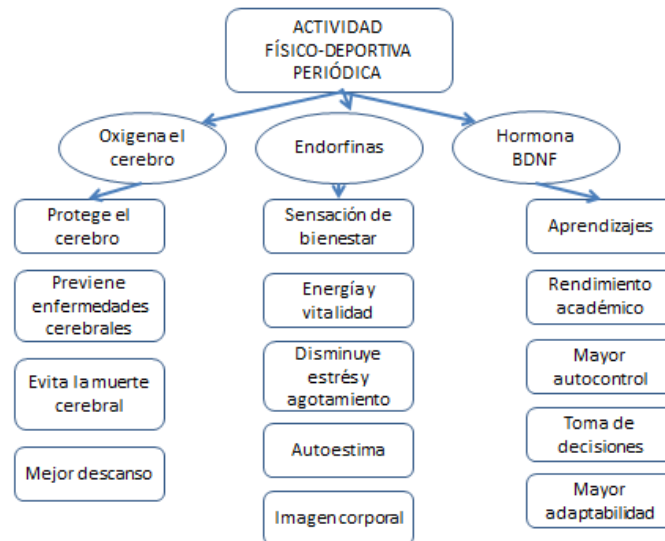 ACTIVIDAD
FÍSICO-DEPORTIVA
PERIÓDICA
Oxigena el
cerebro
Endorfinas
Hormona
BDNF
Protege el
cerebro
Previene
enfermedades
cerebrales
Evita la muerte
cerebral
Mejor descanso
Sensación de
bienestar
Energía y
vitalidad
Disminuye
estrés y
agotamiento
Autoestima
Imagen corporal
Aprendizajes
Rendimiento
académico
Mayor
autocontrol
Toma de
decisiones
Mayor
adaptabilidad